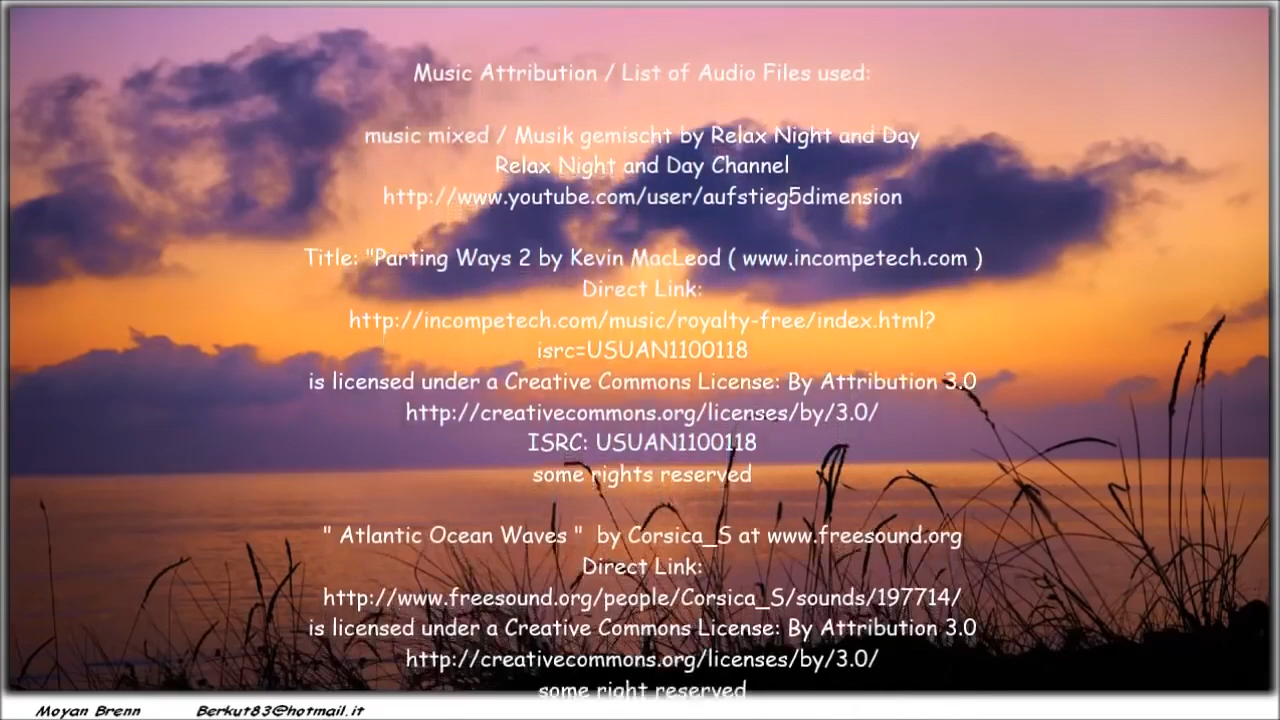 Music Attribution / List of Audio Files used:
music mixed / Musik gemischt by Relax Night and Day
Relax Night and Day Channel
http://www.youtube.com/user/aufstieg5dimension
Title: "Parting Ways 2 by Kevin MacLeod ( www.incompetech.com )
Direct Link:
http://incompetech.com/music/royalty-free/index.html?
isrc=USUAN1100118
is licensed under a Creative Commons License: By Attribution 3.0
http://creativecommons.org/licenses/by/3.0/
ISRC: USUAN1100118
some rights reserved
" Atlantic Ocean Waves "  by Corsica_S at www.freesound.org
Direct Link:
http://www.freesound.org/people/Corsica_S/sounds/197714/
is licensed under a Creative Commons License: By Attribution 3.0
http://creativecommons.org/licenses/by/3.0/
some right reserved
Moyan Brenn Berkut83@hotmail.it